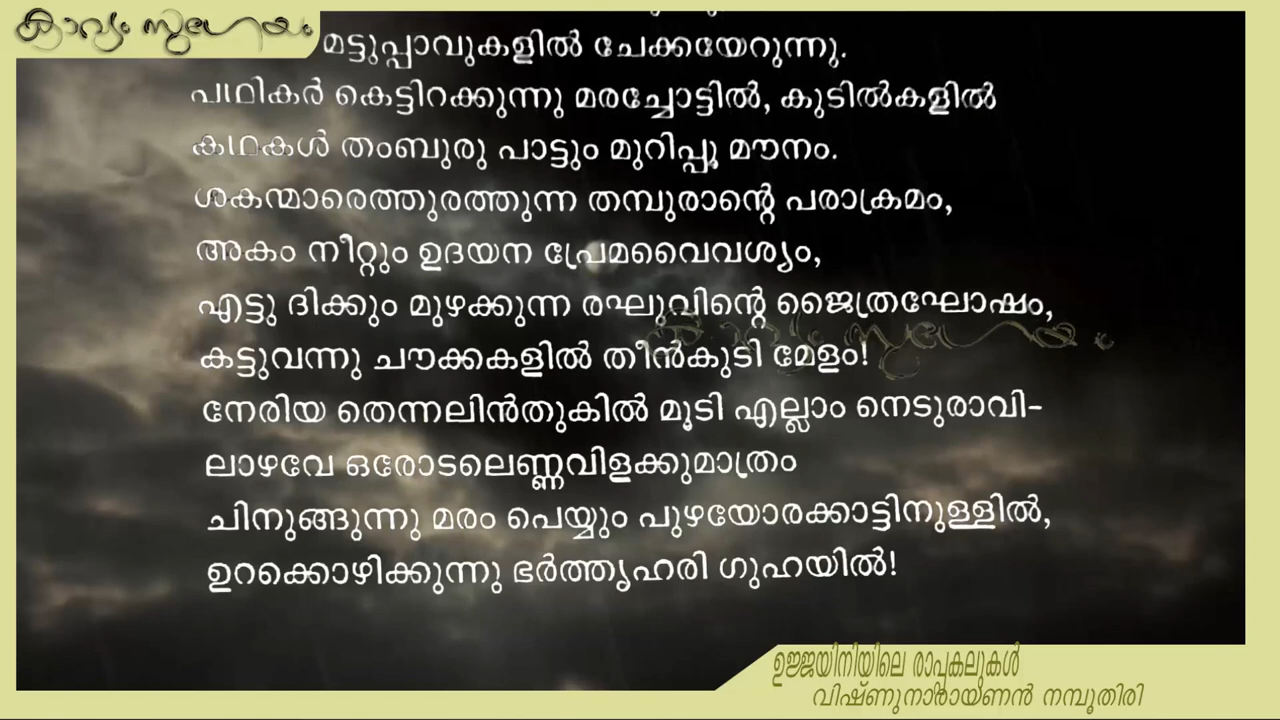 കാവ്യം സുഗേയം
മട്ടുപ്പാവുകളിൽ ചേക്കയേറുന്നു.
പഥികർ കെട്ടിറക്കുന്നു മരച്ചോട്ടിൽ, കുടിൽകളിൽ
കഥകൾ തംബുരു പാട്ടും മുറിപ്പൂ മൗനം.
ശകന്മാരെത്തുരത്തുന്ന തമ്പുരാന്റെ പരാക്രമം,
അകം നീറ്റും ഉദയന പ്രേമവൈവശ്യം,
എട്ടു ദിക്കും മുഴക്കുന്ന രഘുവിന്റെ ജൈത്രഘോഷം,
കട്ടുവന്നു ചൗക്കകളിൽ തീൻകുടി മേളം!
നേരിയ തെന്നലിൻതുകിൽ മൂടി എല്ലാം നെടുരാവി-
ലാഴവേ ഒരോടലെണ്ണവിളക്കുമാത്രം
ചിനുങ്ങുന്നു മരം പെയ്യും പുഴയോരക്കാട്ടിനുള്ളിൽ,
ഉറക്കൊഴിക്കുന്നു ഭർത്തൃഹരി ഗുഹയിൽ!
കാവ്യം സുഗേയം
ഉജ്ജയിനിയിലെ രാപ്പകലുകൾ
വിഷ്ണുനാരായണൻ നമ്പൂതിരി